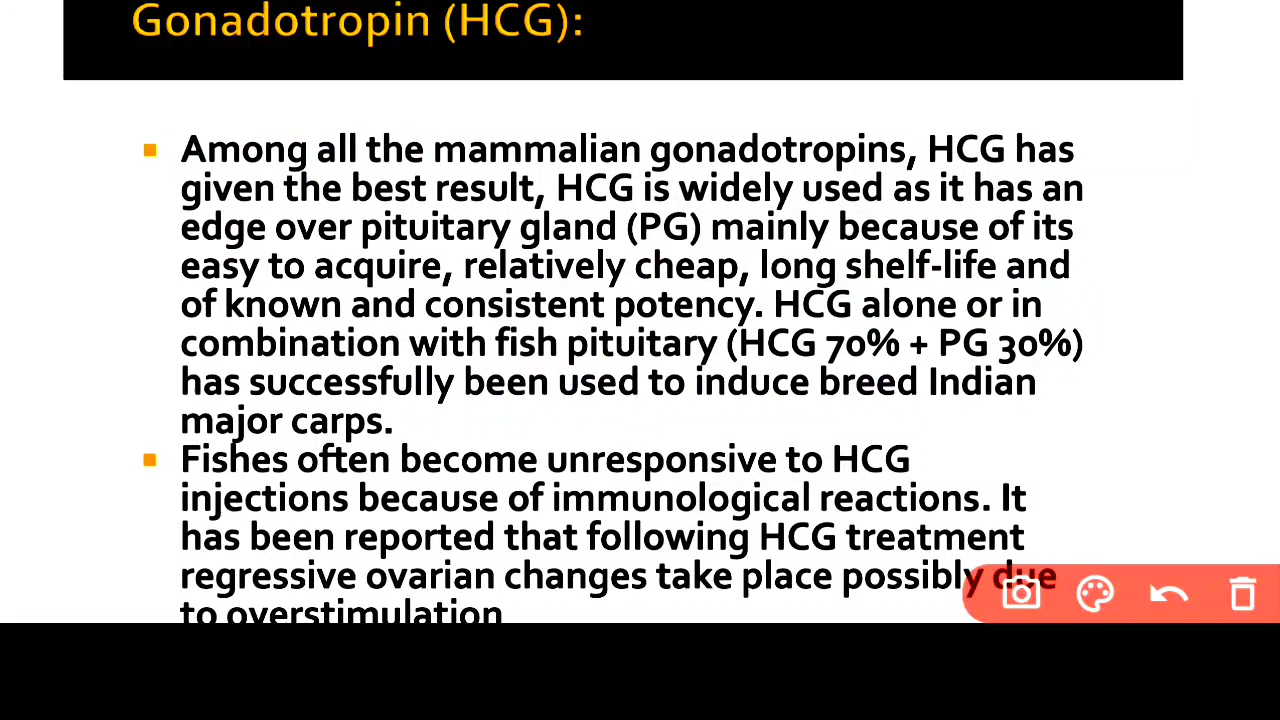 Gonadotropin (HCG):
Among all the mammalian gonadotropins, HCG has
given the best result, HCG is widely used as it has an
edge over pituitary gland (PG) mainly because of its
easy to acquire, relatively cheap, long shelf-life and
of known and consistent potency. HCG alone or in
combination with fish pituitary (HCG 70% + PG 30%)
has successfully been used to induce breed Indian
major carps.
Fishes often become unresponsive to HCG
injections because of immunological reactions. It
has been reported that following HCG treatment
regressive ovarian changes take place possibly due
to overstimulation